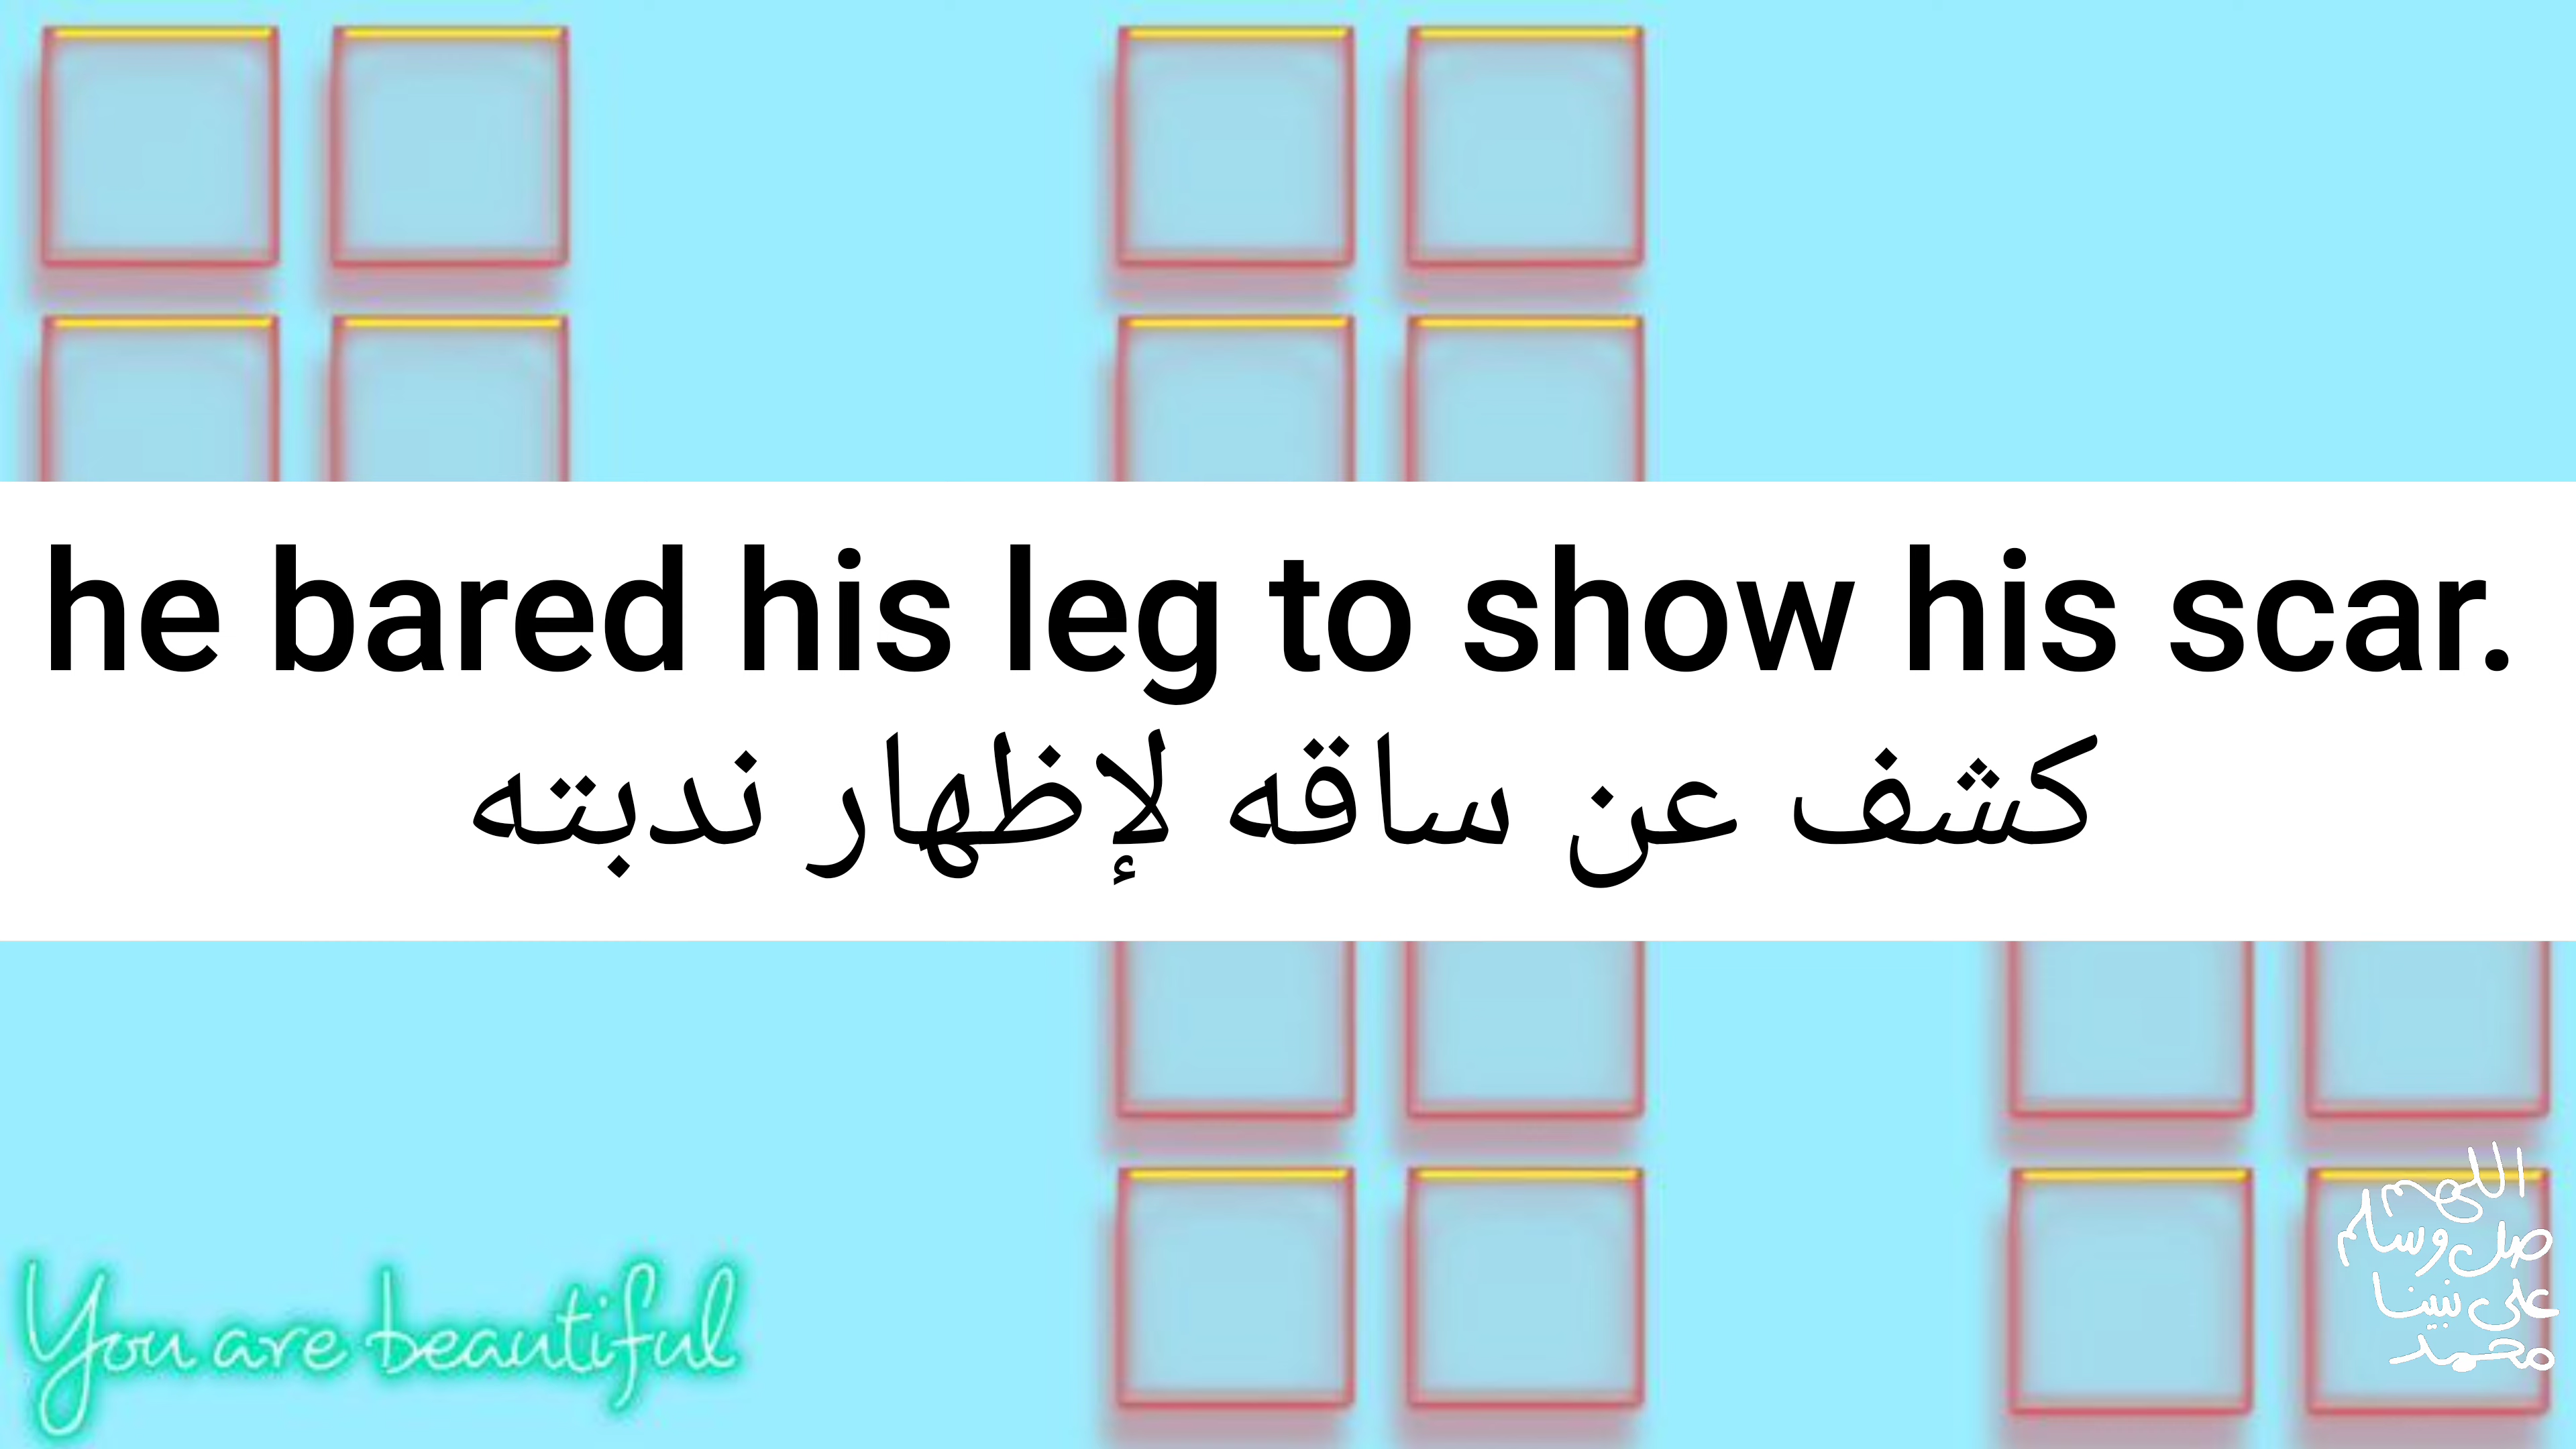 he bared his leg to show his scar.
كشف عن ساقه لإظهار ندبته
You are beautiful
اللهم
صل وسلم
على نبينا
محمد